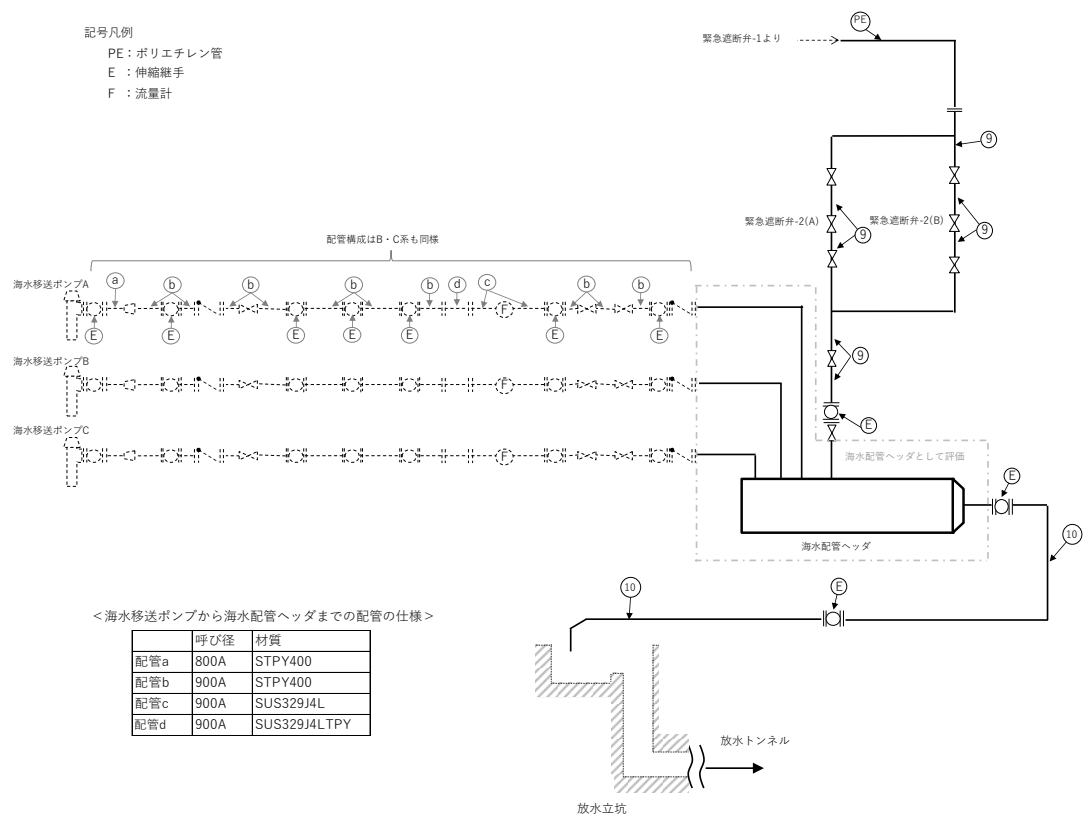 記号凡例
PE：ポリエチレン管
E ：伸縮継手
F ：流量計
緊急遮断弁-1より
PE
9
緊急遮断弁-2(A)
緊急遮断弁-2(B)
9
9
配管構成はB・C系も同様
海水移送ポンプA
a
b
b
b
b
d
c
b
b
F
E
E
E
E
E
E
E
9
海水移送ポンプB
F
E
海水移送ポンプC
F
海水配管ヘッダとして評価
E
海水配管ヘッダ
10
E
10
＜海水移送ポンプから海水配管ヘッダまでの配管の仕様＞
呼び径 材質
配管a 800A STPY400
配管b 900A STPY400
配管c 900A SUS329J4L
配管d 900A SUS329J4LTPY
放水トンネル
放水立坑